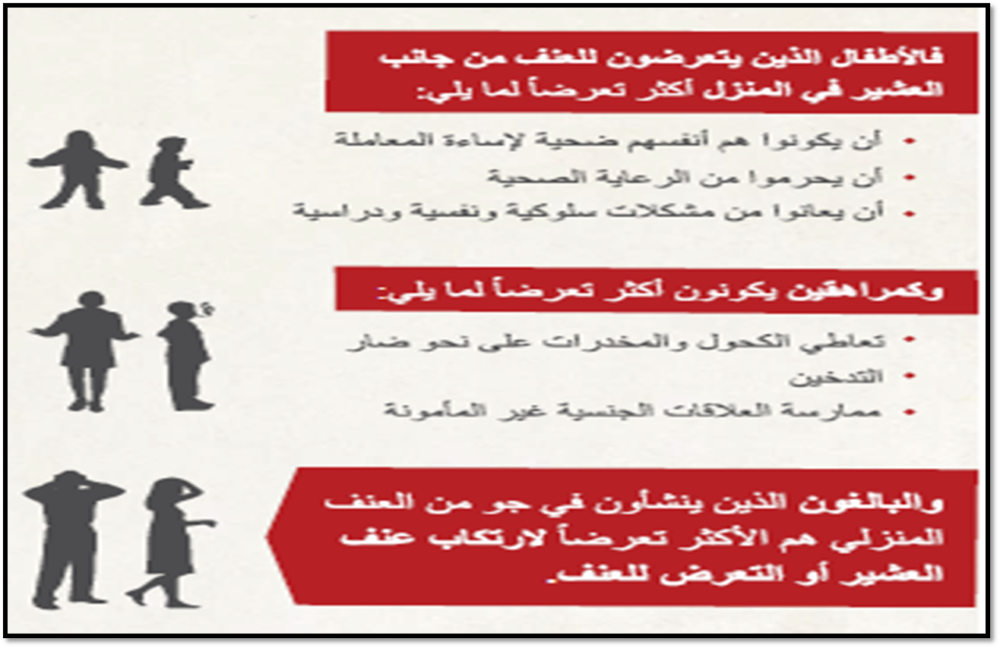 فالأطفال الذين يتعرضون للعنف من جانب
العشير في المنزل أكثر تعرضاً لما يلي:
• أن يكونوا هم أنفسهم ضحية لإساءة المعاملة
• أن يحرموا من الرعاية الصحية
• أن يعانوا من مشكلات سلوكية ونفسية ودراسية
وكمراهقين يكونون أكثر تعرضاً لما يلي:
• تعاطي الكحول والمخدرات على نحو ضار
• التدخين
• ممارسة العلاقات الجنسية غير المأمونة
والبالغون الذين ينشأون في جو من العنف
المنزلي هم الأكثر تعرضاً لارتكاب عنف
العشير أو التعرض للعنف.